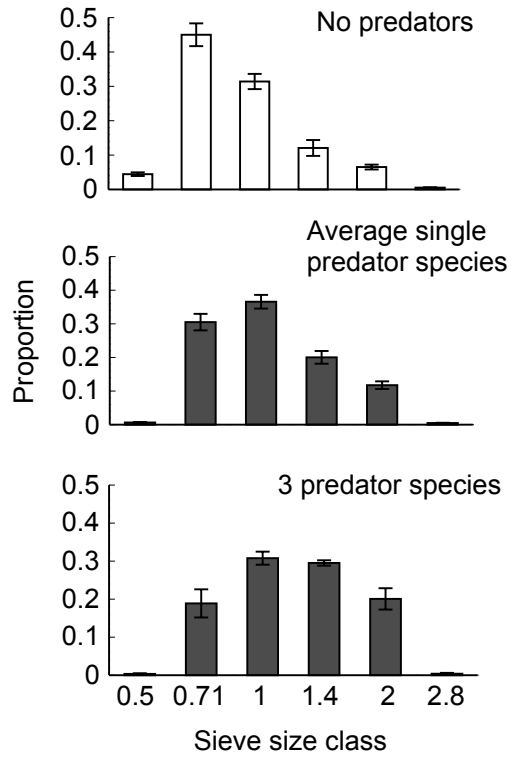 No predators
0.5
0.4
0.3
0.2
0.1
0
Average single
predator species
0.5
0.4
0.3
0.2
0.1
0
Proportion
3 predator species
0.5
0.4
0.3
0.2
0.1
0
0.5 0.71 1 1.4 2 2.8
Sieve size class